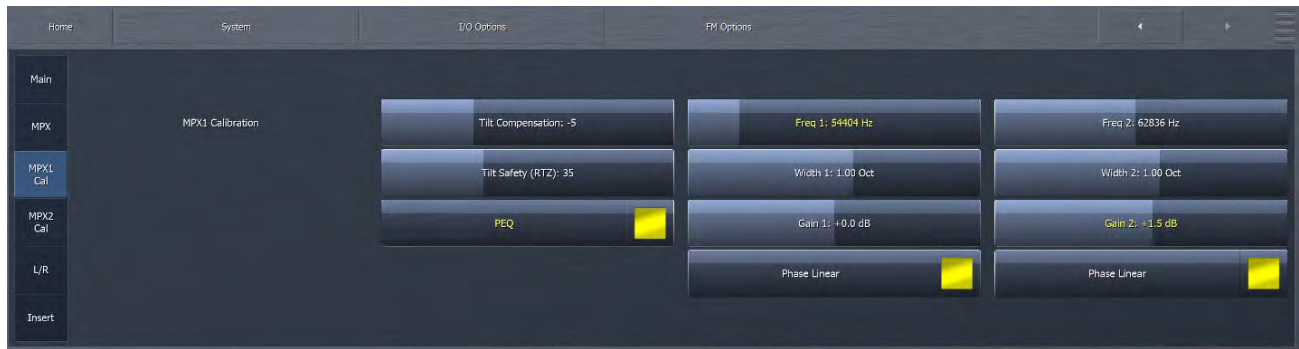 Home
System
I/O Options
FM Options
Main
MPX
MPX1
Cal
MPX2
Cal
L/R
Insert
MPX1 Calibration
Tilt Compensation: -5
Tilt Safety (RTZ): 35
PEQ
Freq 1: 54404 Hz
Width 1: 1.00 Oct
Gain 1: +0.0 dB
Phase Linear
Freq 2: 62836 Hz
Width 2: 1.00 Oct
Gain 2: +1.5 dB
Phase Linear